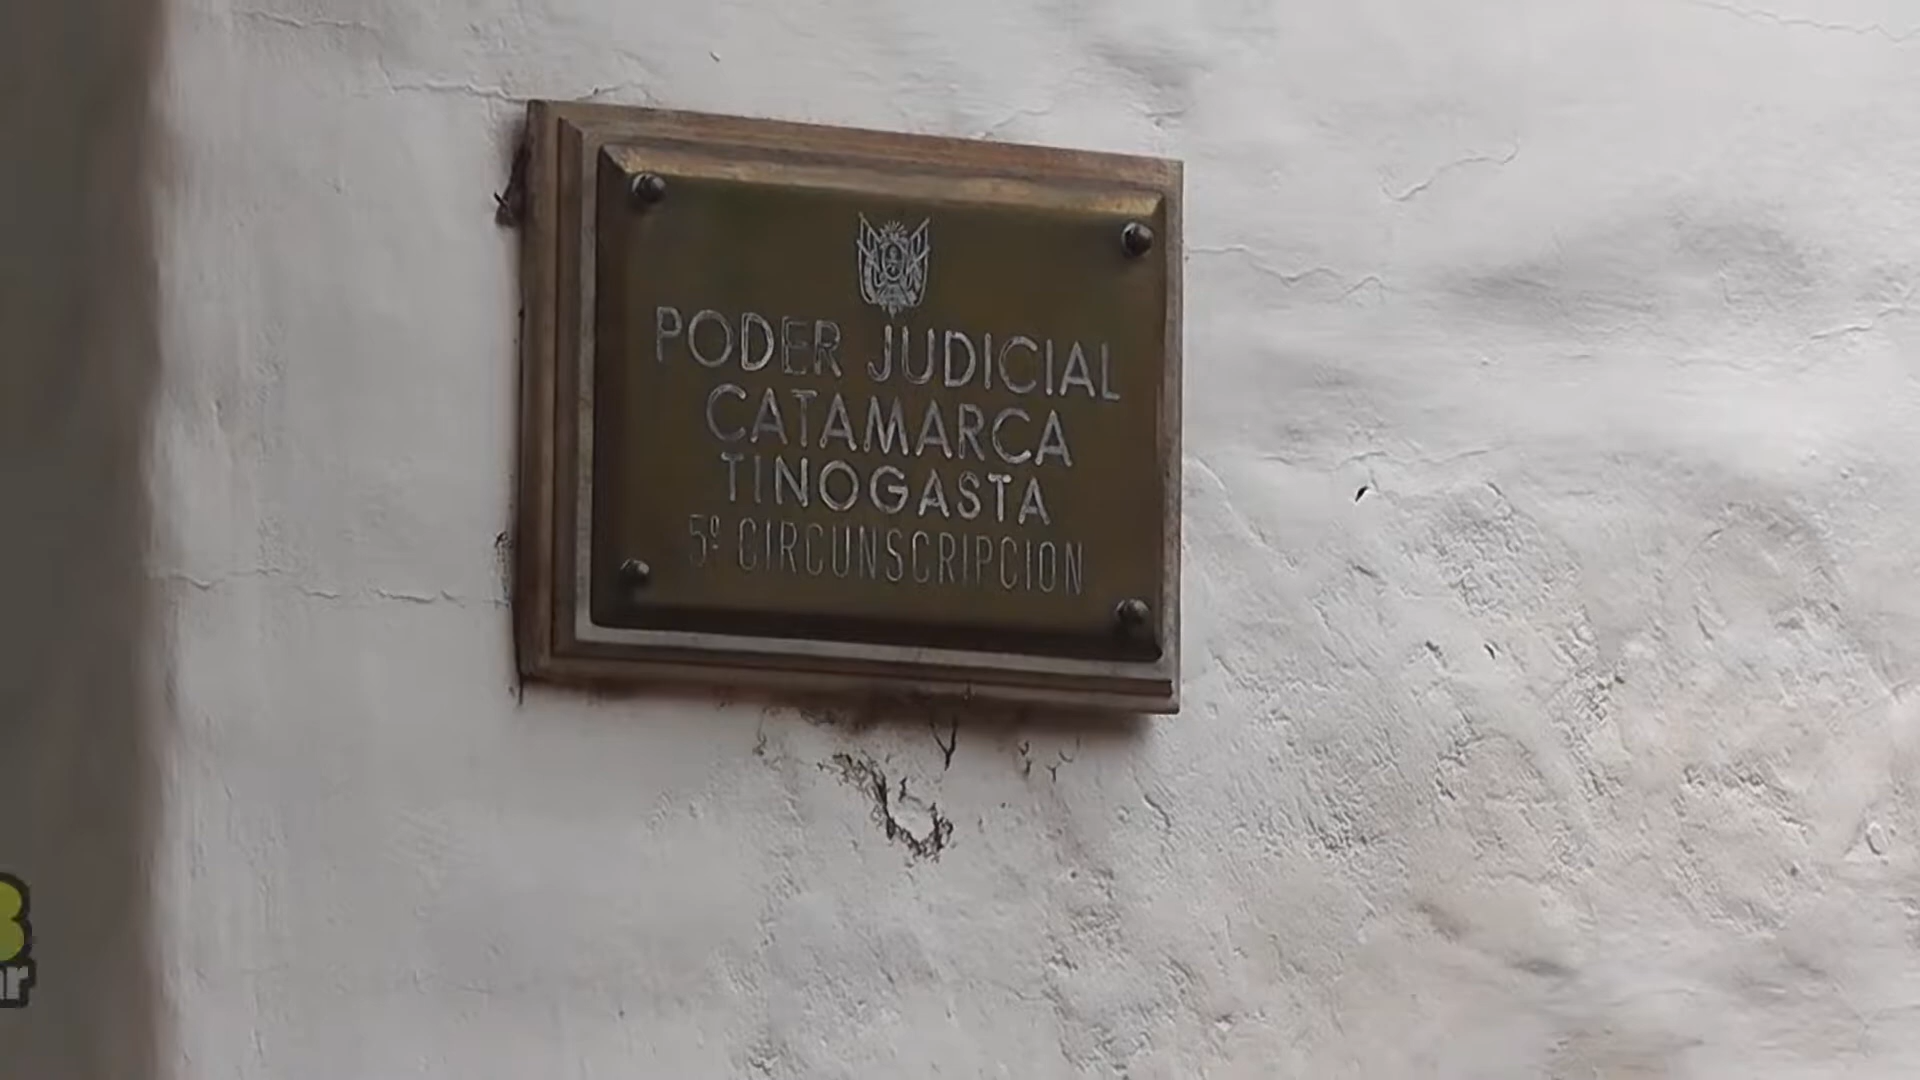 PODER JUDICIAL
CATAMARCA
TINOGASTA
5º CIRCUNSCRIPCION